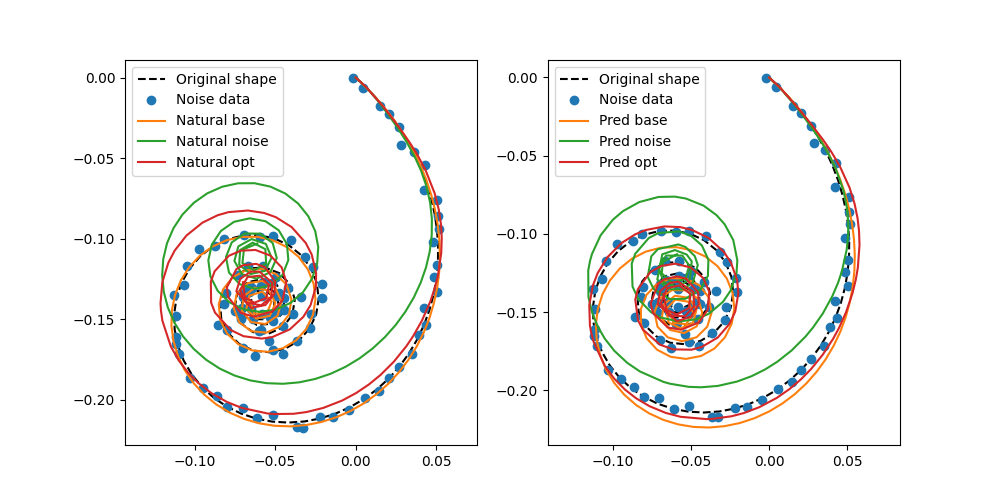 0.00
−0.05
−0.10
−0.15
−0.20
−0.10
−0.05
0.00
0.05
Original shape
Noise data
Natural base
Natural noise
Natural opt
0.00
−0.05
−0.10
−0.15
−0.20
−0.10
−0.05
0.00
0.05
Original shape
Noise data
Pred base
Pred noise
Pred opt